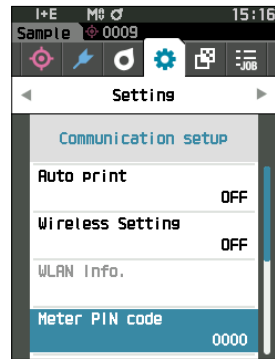 I+E M0 15:16
Sample 0009
-JOB
Setting
Communication setup
Auto print
OFF
Wireless Setting
OFF
WLAN Info.
Meter PIN code
0000